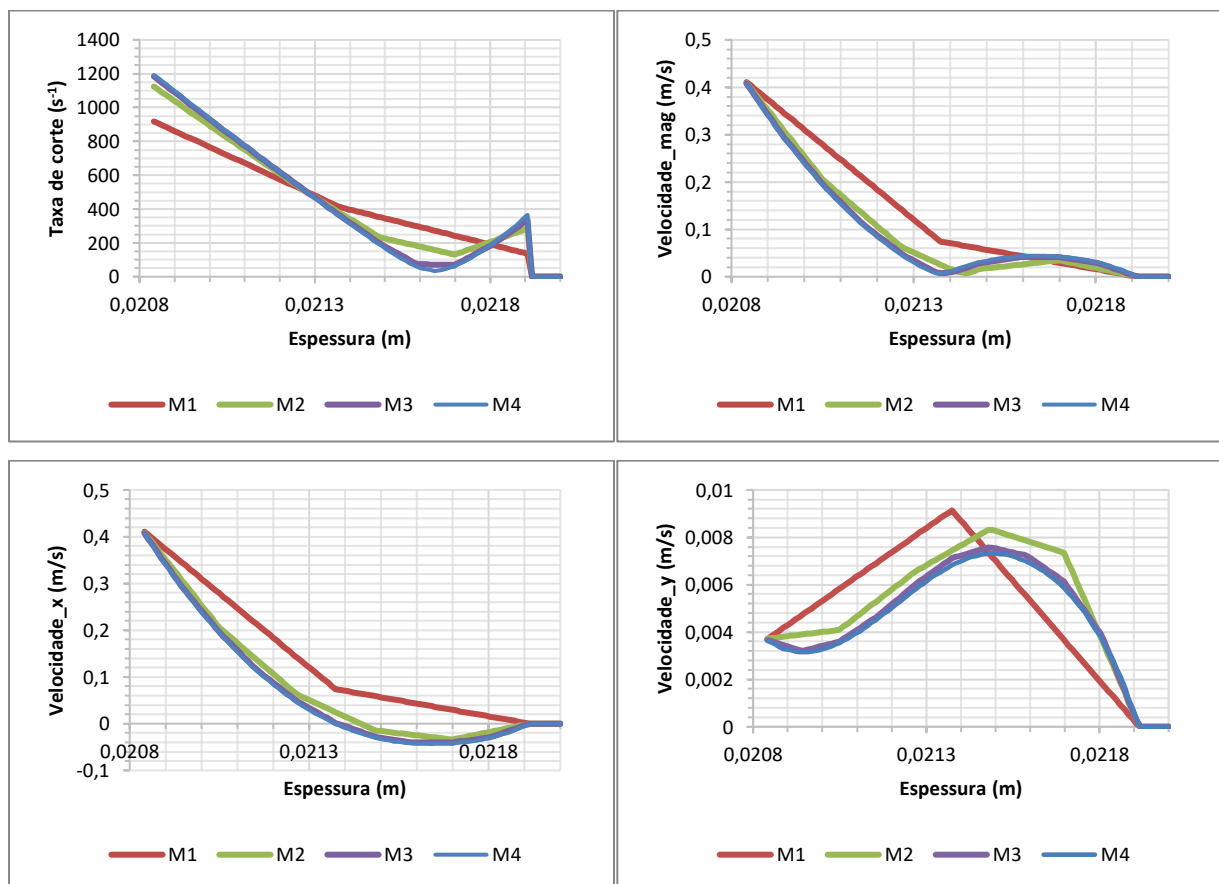 1400
1200
1000
800
600
400
200
0
Taxa de corte (s⁻¹)
0,0208 0,0213 0,0218
Espessura (m)
M1 M2 M3 M4
0,5
0,4
0,3
0,2
0,1
0
Velocidade_mag (m/s)
0,0208 0,0213 0,0218
Espessura (m)
M1 M2 M3 M4
0,5
0,4
0,3
0,2
0,1
0
-0,1
Velocidade_x (m/s)
0,0208 0,0213 0,0218
Espessura (m)
M1 M2 M3 M4
0,01
0,008
0,006
0,004
0,002
0
Velocidade_y (m/s)
0,0208 0,0213 0,0218
Espessura (m)
M1 M2 M3 M4